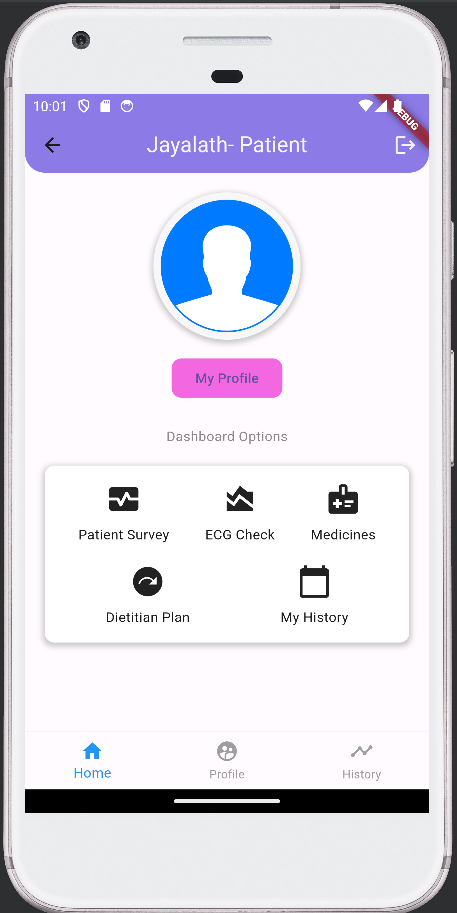 10:01
DEBUG
Jayalath- Patient
My Profile
Dashboard Options
Patient Survey ECG Check Medicines
Dietitian Plan My History
Home Profile History